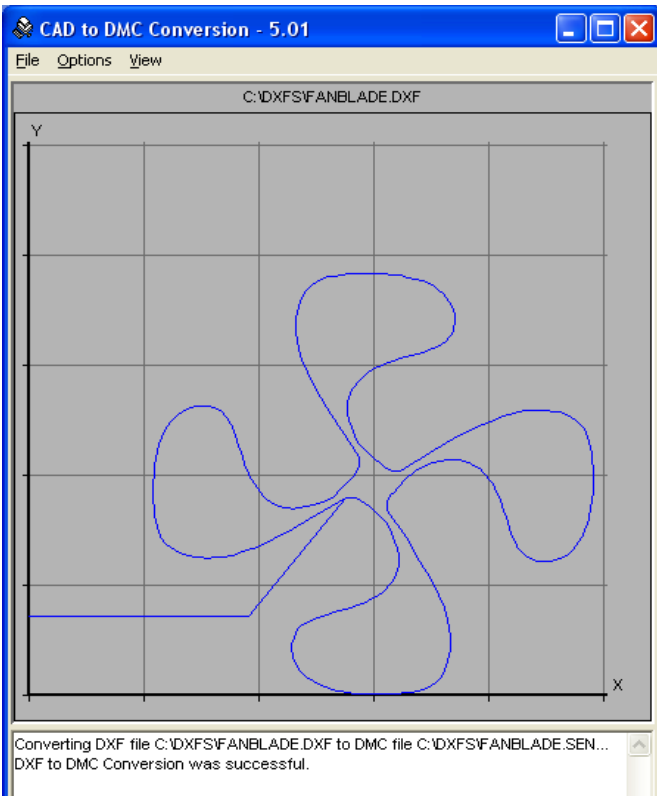 CAD to DMC Conversion - 5.01
File Options View
C:\DXFS\FANBLADE.DXF
Y
X
Converting DXF file C:\DXFS\FANBLADE.DXF to DMC file C:\DXFS\FANBLADE.SEN...
DXF to DMC Conversion was successful.